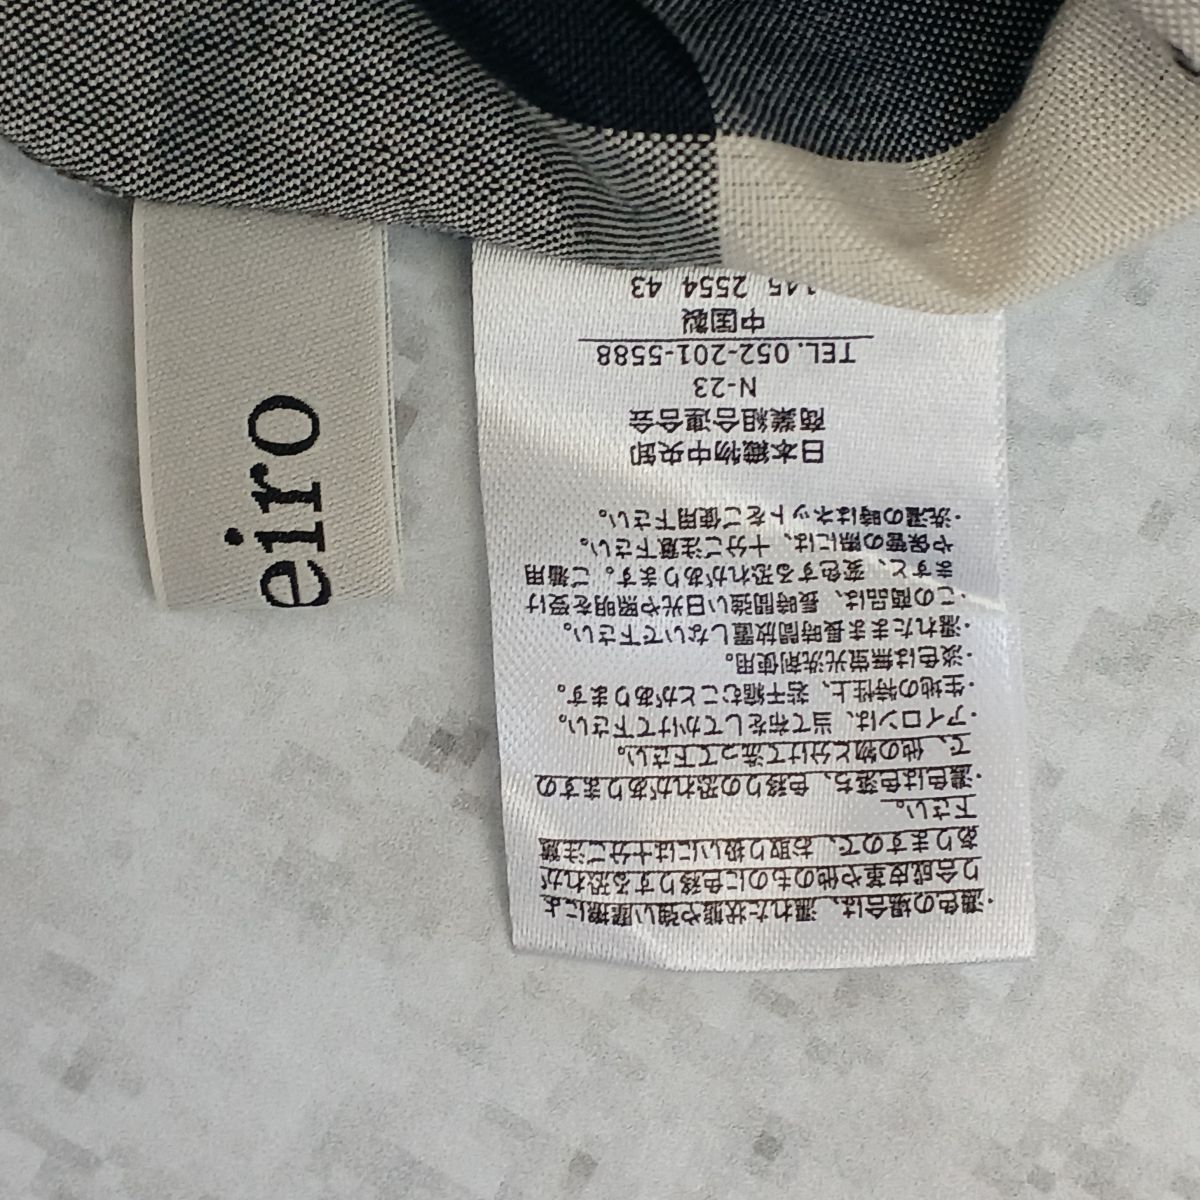 eiro
・濃色の場合は、濡れた状態や強い摩擦によ
り合成皮革や他のものに色移りする恐れが
ありますので、お取り扱いには十分ご注意
下さい。
・濃色は色落ち、色移りの恐れがありますの
で、他の物と分けて洗って下さい。
・アイロンは、当て布をしてかけて下さい。
・生地の特性上、若干縮むことがあります。
・淡色は無蛍光洗剤使用。
・濡れたまま長時間放置しないで下さい。
・この商品は、長時間強い日光や照明を受け
ますと、変色する恐れがあります。ご着用
や保管の際には、十分ご注意下さい。
・洗濯の時はネットをご使用下さい。
日本織物中央卸
商業組合連合会
N-23
TEL. 052-201-5588
中国製
145 2554 43